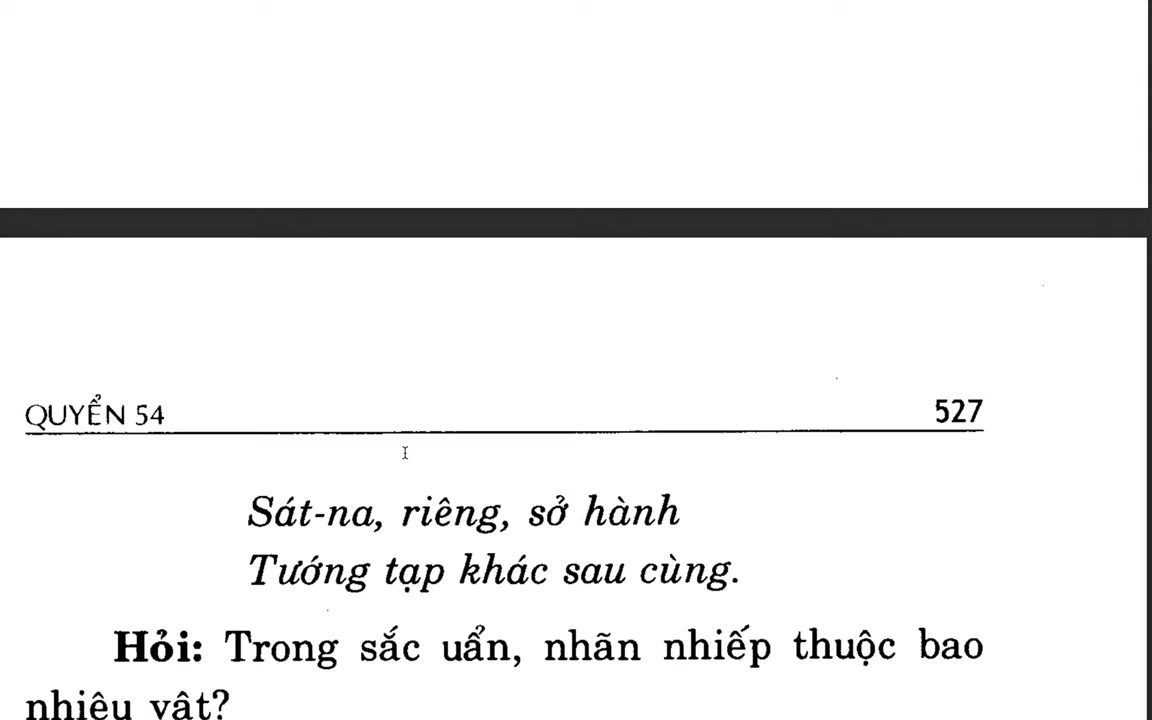 QUYỂN 54 527
Sát-na, riêng, sở hành
Tướng tạp khác sau cùng.
Hỏi: Trong sắc uẩn, nhãn nhiếp thuộc bao
nhiêu vật?